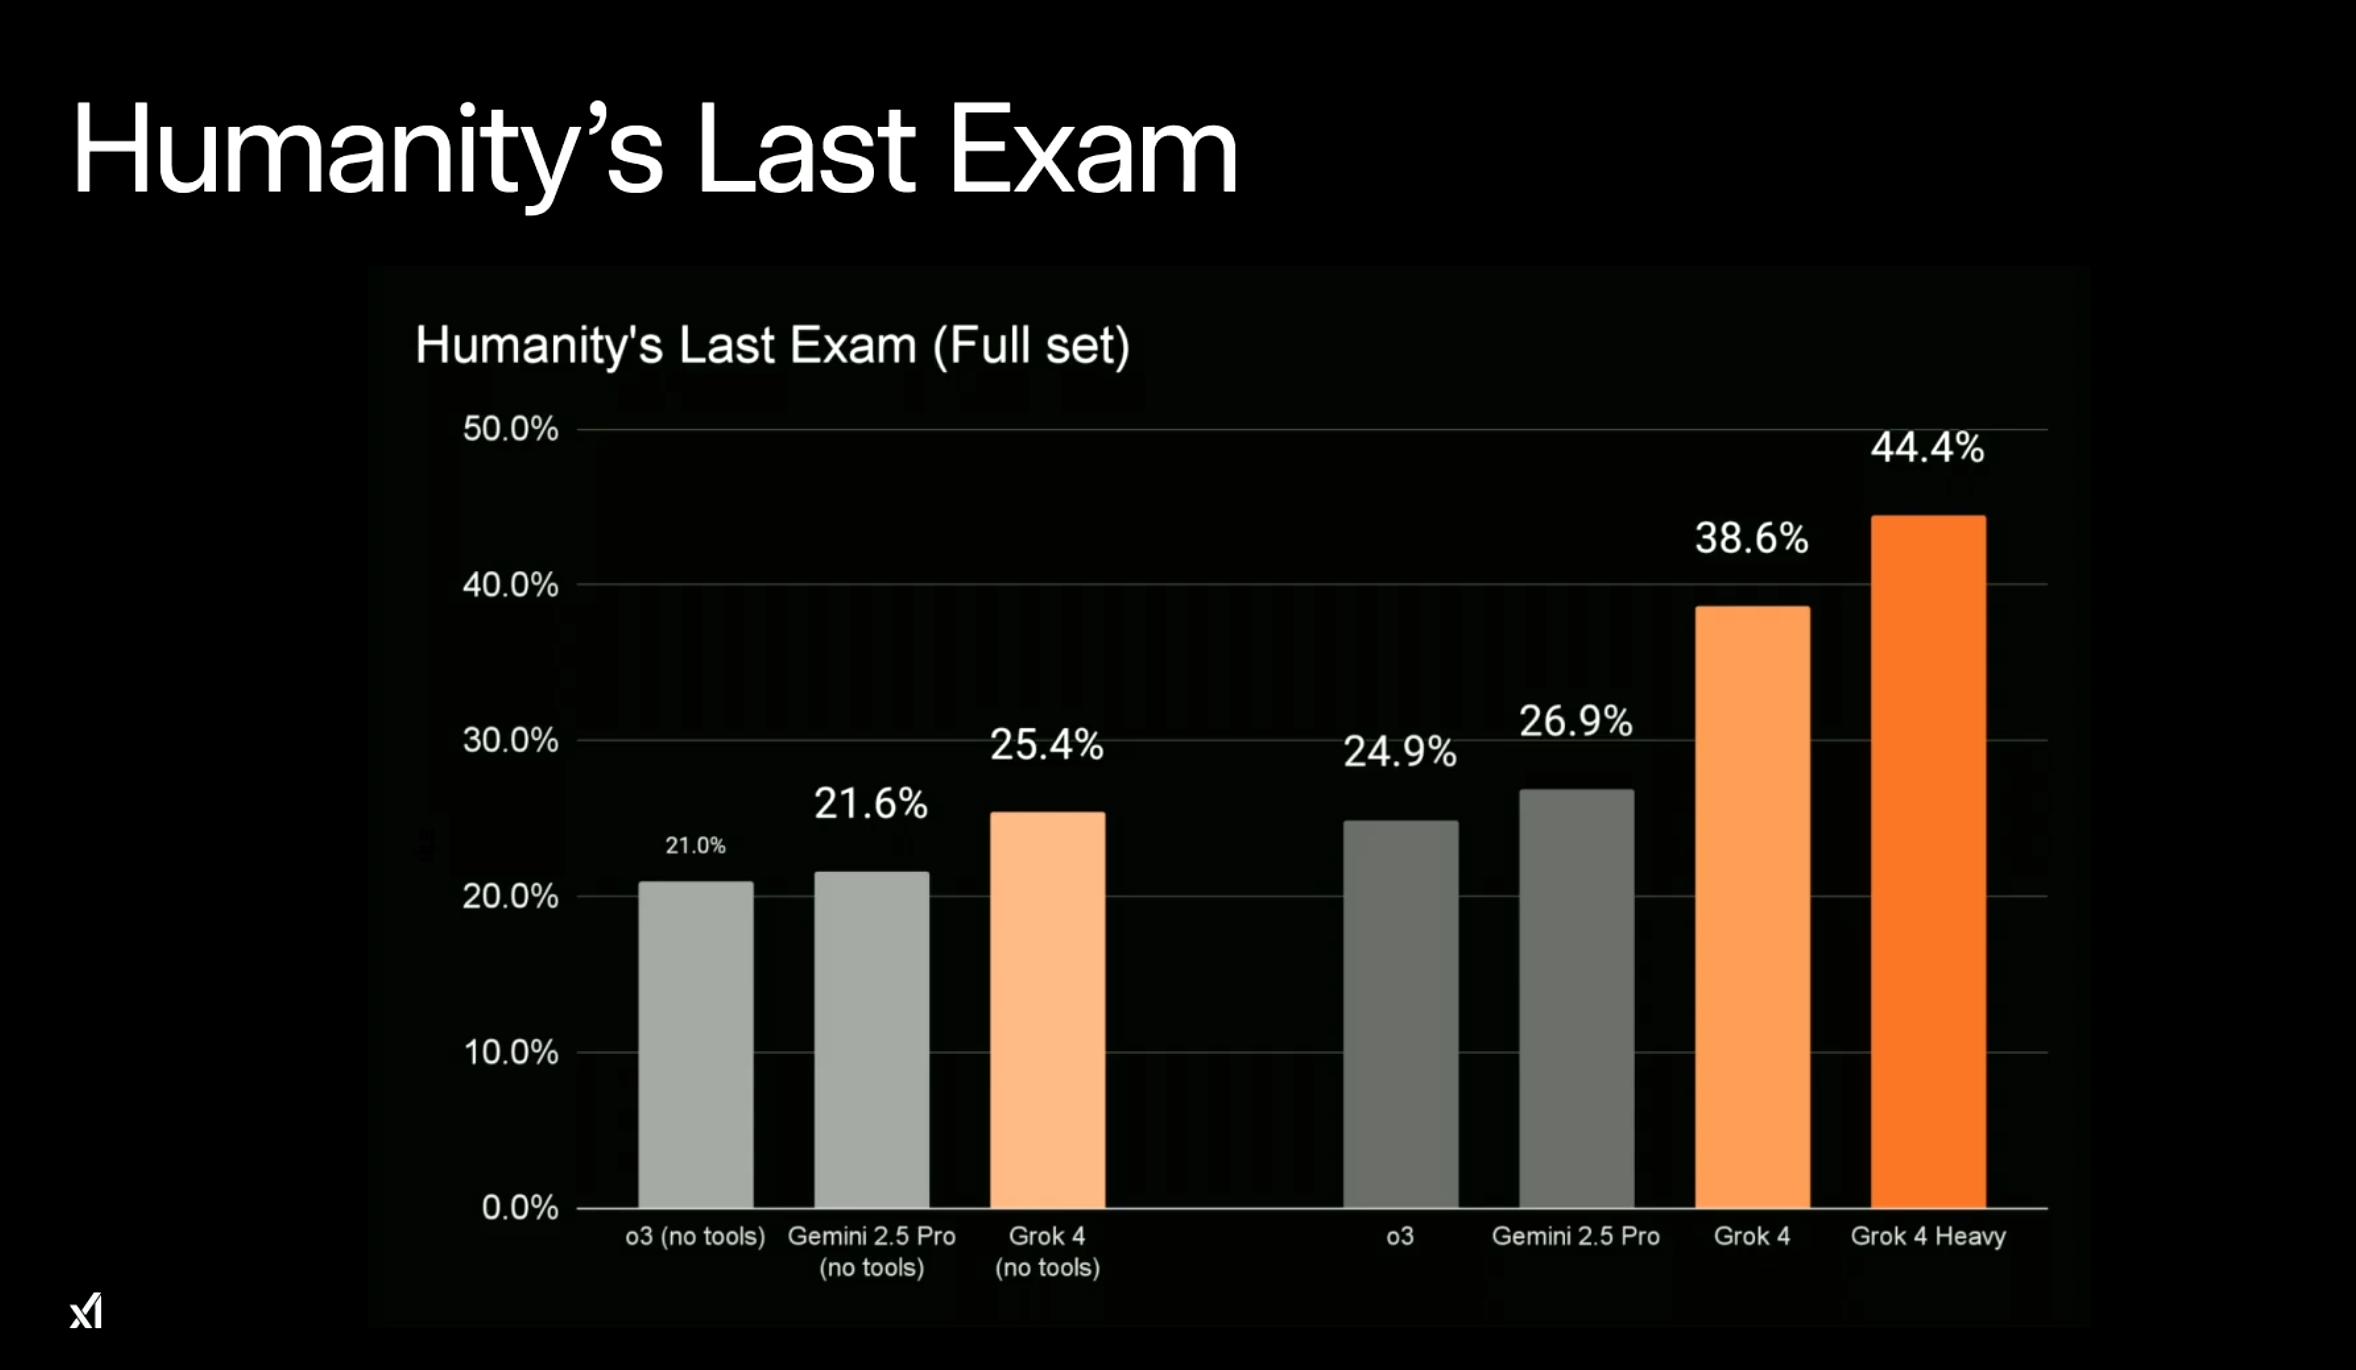 Humanity’s Last Exam
Humanity's Last Exam (Full set)
50.0%
40.0%
30.0%
20.0%
10.0%
0.0%
21.0%
21.6%
25.4%
24.9%
26.9%
38.6%
44.4%
o3 (no tools)
Gemini 2.5 Pro
(no tools)
Grok 4
(no tools)
o3
Gemini 2.5 Pro
Grok 4
Grok 4 Heavy
xI